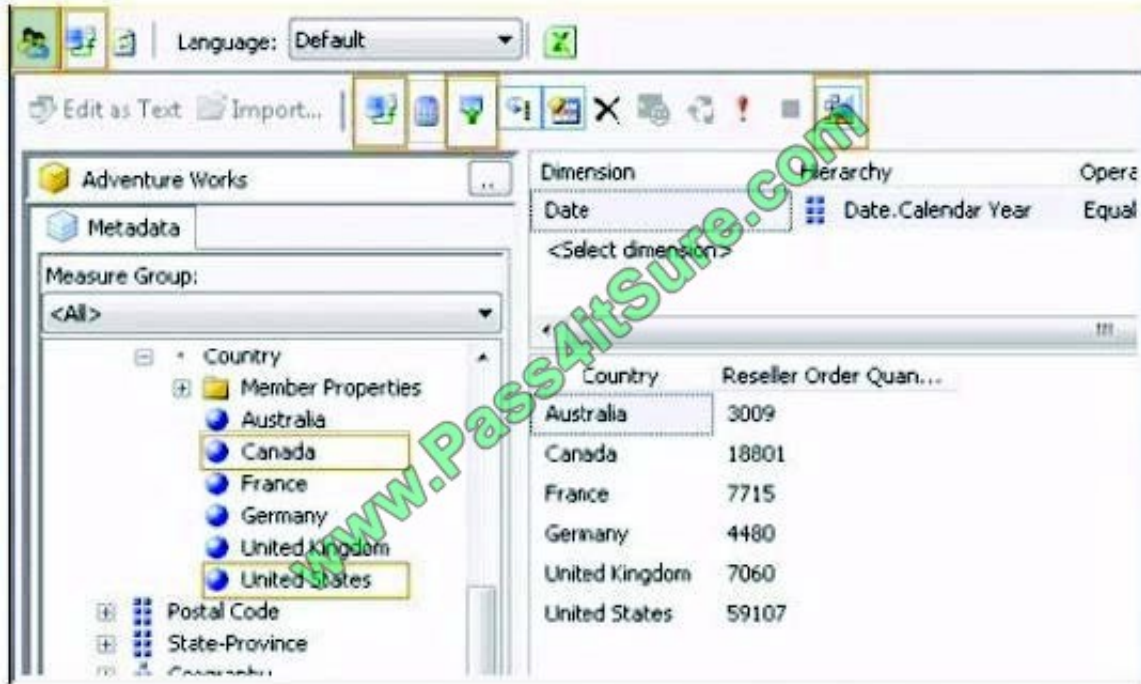 Language: Default
Edit as Text Import...
Adventure Works ..
Metadata
Measure Group:
<All>
Country
Member Properties
Australia
Canada
France
Germany
United Kingdom
United States
Postal Code
State-Province
Geography
Dimension Hierarchy Opera
Date Date.Calendar Year Equal
<Select dimension>
Country Reseller Order Quan...
Australia 3009
Canada 18801
France 7715
Germany 4480
United Kingdom 7060
United States 59107
www.Pass4itSure.com